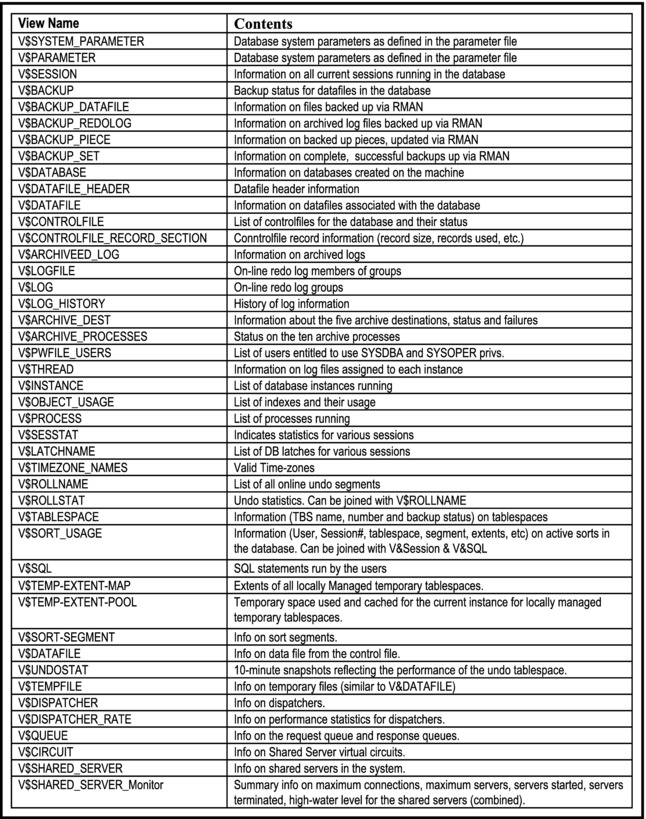 View Name Contents
V$SYSTEM_PARAMETER Database system parameters as defined in the parameter file
V$PARAMETER Database system parameters as defined in the parameter file
V$SESSION Information on all current sessions running in the database
V$BACKUP Backup status for datafiles in the database
V$BACKUP_DATAFILE Information on files backed up via RMAN
V$BACKUP_REDOLOG Information on archived log files backed up via RMAN
V$BACKUP_PIECE Information on backed up pieces, updated via RMAN
V$BACKUP_SET Information on complete, successful backups up via RMAN
V$DATABASE Information on databases created on the machine
V$DATAFILE_HEADER Datafile header information
V$DATAFILE Information on datafiles associated with the database
V$CONTROLFILE List of controlfiles for the database and their status
V$CONTROLFILE_RECORD_SECTION Conntrolfile record information (record size, records used, etc.)
V$ARCHIVEED_LOG Information on archived logs
V$LOGFILE On-line redo log members of groups
V$LOG On-line redo log groups
V$LOG_HISTORY History of log information
V$ARCHIVE_DEST Information about the five archive destinations, status and failures
V$ARCHIVE_PROCESSES Status on the ten archive processes
V$PWFILE_USERS List of users entitled to use SYSDBA and SYSOPER privs.
V$THREAD Information on log files assigned to each instance
V$INSTANCE List of database instances running
V$OBJECT_USAGE List of indexes and their usage
V$PROCESS List of processes running
V$SESSTAT Indicates statistics for various sessions
V$LATCHNAME List of DB latches for various sessions
V$TIMEZONE_NAMES Valid Time-zones
V$ROLLNAME List of all online undo segments
V$ROLLSTAT Undo statistics. Can be joined with V$ROLLNAME
V$TABLESPACE Information (TBS name, number and backup status) on tablespaces
V$SORT_USAGE Information (User, Session#, tablespace, segment, extents, etc) on active sorts in
the database. Can be joined with V&Session & V&SQL
V$SQL SQL statements run by the users
V$TEMP-EXTENT-MAP Extents of all locally Managed temporary tablespaces.
V$TEMP-EXTENT-POOL Temporary space used and cached for the current instance for locally managed
temporary tablespaces.
V$SORT-SEGMENT Info on sort segments.
V$DATAFILE Info on data file from the control file.
V$UNDOSTAT 10-minute snapshots reflecting the performance of the undo tablespace.
V$TEMPFILE Info on temporary files (similar to V&DATAFILE)
V$DISPATCHER Info on dispatchers.
V$DISPATCHER_RATE Info on performance statistics for dispatchers.
V$QUEUE Info on the request queue and response queues.
V$CIRCUIT Info on Shared Server virtual circuits.
V$SHARED_SERVER Info on shared servers in the system.
V$SHARED_SERVER_Monitor Summary info on maximum connections, maximum servers, servers started, servers
terminated, high-water level for the shared servers (combined).